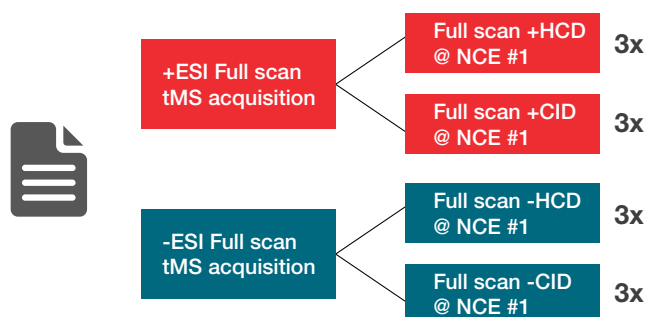 Full scan +HCD
@ NCE #1
3x
+ESI Full scan
tMS acquisition
Full scan +CID
@ NCE #1
3x
Full scan -HCD
@ NCE #1
3x
-ESI Full scan
tMS acquisition
Full scan -CID
@ NCE #1
3x